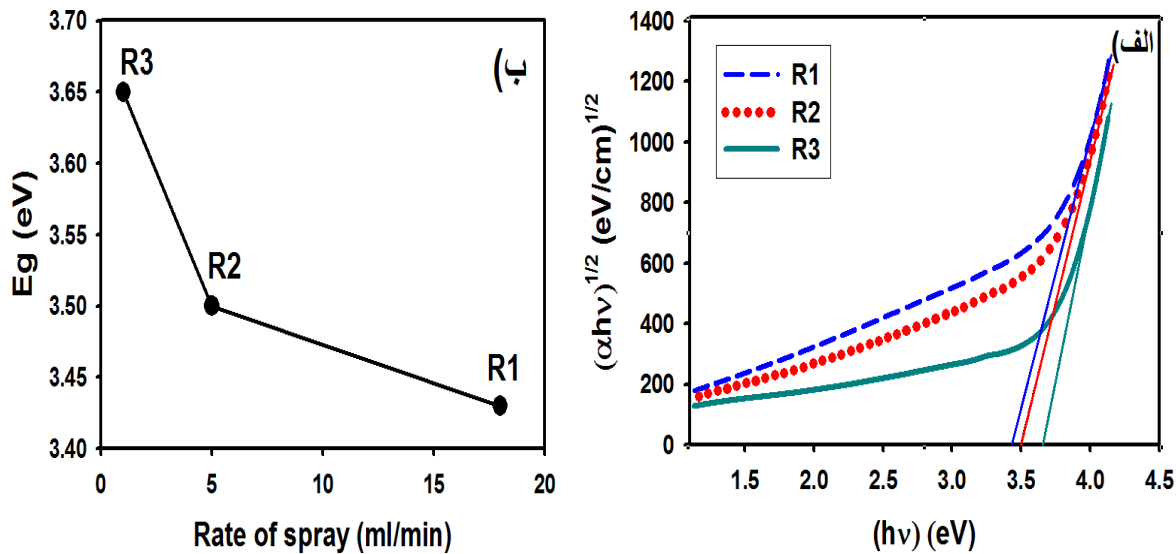 ب)
3.70
3.65
3.60
3.55
3.50
3.45
3.40
Eg (eV)
R3
R2
R1
0
5
10
15
20
Rate of spray (ml/min)
الف)
1400
1200
1000
800
600
400
200
0
(αhν)1/2 (eV/cm)1/2
R1
R2
R3
1.5
2.0
2.5
3.0
3.5
4.0
4.5
(hν) (eV)